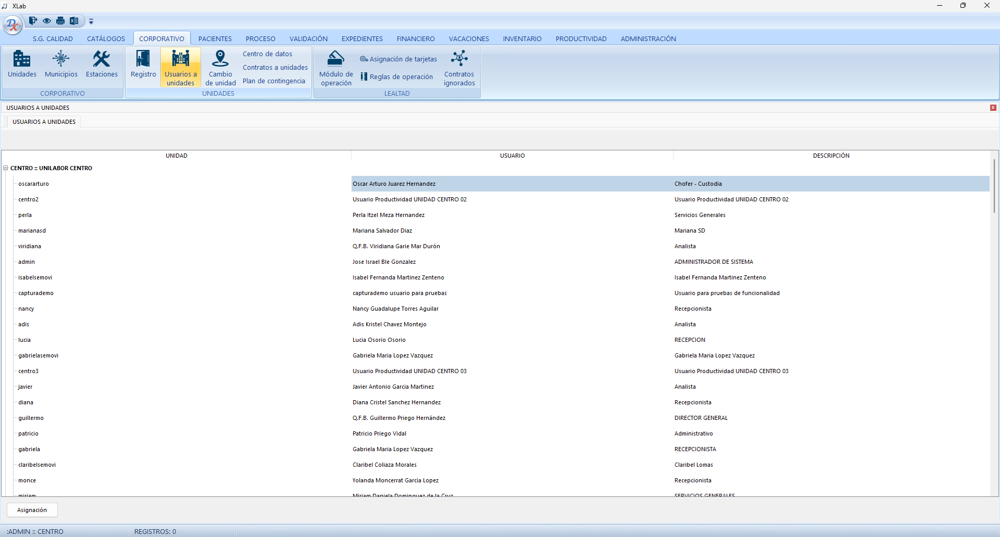 XLab
S.G. CALIDAD CATÁLOGOS CORPORATIVO PACIENTES PROCESO VALIDACIÓN EXPEDIENTES FINANCIERO VACACIONES INVENTARIO PRODUCTIVIDAD ADMINISTRACIÓN
Unidades Municipios Estaciones
CORPORATIVO
Registro
Usuarios a
unidades
Cambio
de unidad
Centro de datos
Contratos a unidades
Plan de contingencia
UNIDADES
Módulo de
operación
Asignación de tarjetas
Reglas de operación
Contratos
ignorados
LEALTAD
USUARIOS A UNIDADES
USUARIOS A UNIDADES
UNIDAD USUARIO DESCRIPCIÓN
CENTRO :: UNILABOR CENTRO
oscararturo Oscar Arturo Juarez Hernandez Chofer - Custodia
centro2 Usuario Productividad UNIDAD CENTRO 02 Usuario Productividad UNIDAD CENTRO 02
perla Perla Itzel Meza Hernandez Servicios Generales
marianasd Mariana Salvador Diaz Mariana SD
viridiana Q.F.B. Viridiana Garie Mar Durón Analista
admin Jose Israel Ble Gonzalez ADMINISTRADOR DE SISTEMA
isabelsemovi Isabel Fernanda Martinez Zenteno Isabel Fernanda Martinez Zenteno
capturademo capturademo usuario para pruebas Usuario para pruebas de funcionalidad
nancy Nancy Guadalupe Torres Aguilar Recepcionista
adis Adis Kristel Chavez Montejo Analista
lucia Lucia Osorio Osorio RECEPCION
gabrielasemovi Gabriela Maria Lopez Vazquez Gabriela Maria Lopez Vazquez
centro3 Usuario Productividad UNIDAD CENTRO 03 Usuario Productividad UNIDAD CENTRO 03
javier Javier Antonio Garcia Martinez Analista
diana Diana Cristel Sanchez Hernandez Recepcionista
guillermo Q.F.B. Guillermo Priego Hernández DIRECTOR GENERAL
patricio Patricio Priego Vidal Administrativo
gabriela Gabriela Maria Lopez Vazquez RECEPCIONISTA
claribelsemovi Claribel Coliaza Morales Claribel Lomas
monce Yolanda Moncerrat Garcia Lopez Recepcionista
miriam Miriam Daniela Dominguez de la Cruz SERVICIOS GENERALES
Asignación
:ADMIN :: CENTRO REGISTROS: 0